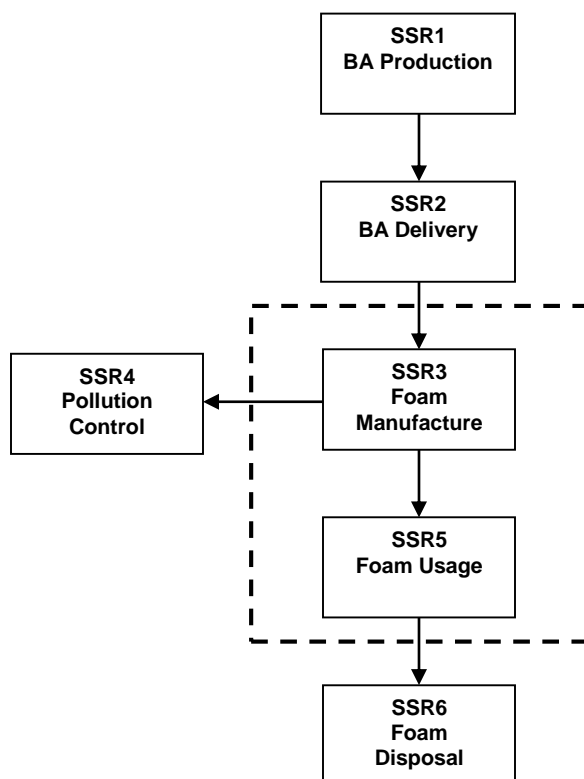 SSR1
BA Production
SSR2
BA Delivery
SSR4
Pollution
Control
SSR3
Foam
Manufacture
SSR5
Foam Usage
SSR6
Foam
Disposal